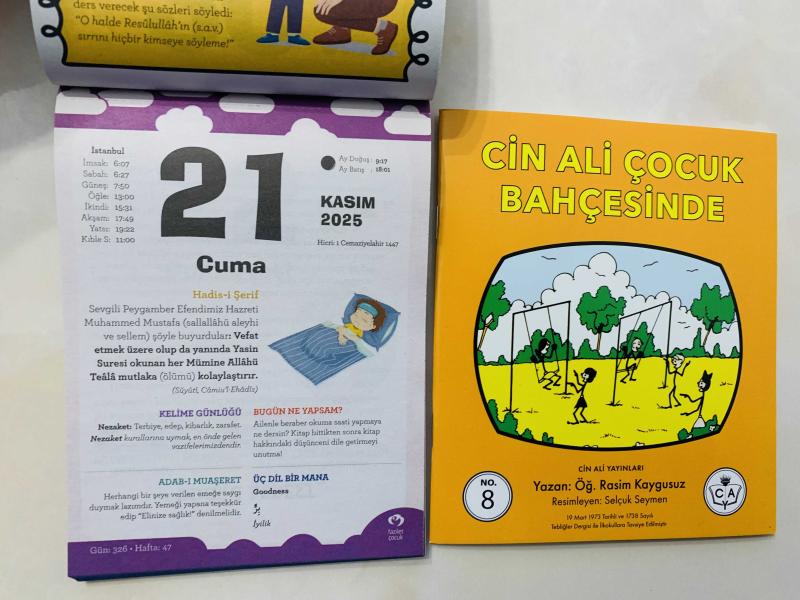 ders verecek şu sözleri söyledi:
"O halde Resûlullâh'ın (s.a.v.)
sırrını hiçbir kimseye söyleme!"
İstanbul
İmsak: 6:07
Sabah: 6:27
Güneş: 7:50
Öğle: 13:00
İkindi: 15:31
Akşam: 17:49
Yatsı: 19:22
Kıble S: 11:00
21
Cuma
Ay Doğuş: 9:17
Ay Batış: 18:01
KASIM
2025
Hicri: 1 Cemaziyelahir 1447
Hadis-i Şerif
Sevgili Peygamber Efendimiz Hazreti
Muhammed Mustafa (sallallâhü aleyhi
ve sellem) şöyle buyurdular: Vefat
etmek üzere olup da yanında Yasin
Suresi okunan her Mümine Allâhü
Teâlâ mutlaka (ölümü) kolaylaştırır.
(Süyûtî, Câmiu'l-Ehâdîs)
KELİME GÜNLÜĞÜ
Nezaket: Terbiye, edep, kibarlık, zarafet.
Nezaket kurallarına uymak, en önde gelen
vazifelerimizdendir.
BUGÜN NE YAPSAM?
Ailenle beraber okuma saati yapmaya
ne dersin? Kitap bittikten sonra kitap
hakkındaki düşünceni dile getirmeyi
unutma!
ADAB-I MUAŞERET
Herhangi bir şeye verilen emeğe saygı
duymak lazımdır. Yemeği yapana teşekkür
edip "Elinize sağlık!" denilmelidir.
ÜÇ DİL BİR MANA
Goodness
İyilik
fazilet
çocuk
Gün: 326 • Hafta: 47
CİN ALİ ÇOCUK
BAHÇESİNDE
CİN ALİ YAYINLARI
Yazan: Öğ. Rasim Kaygusuz
Resimleyen: Selçuk Seymen
19 Mart 1973 Tarihli ve 1738 Sayılı
Tebliğler Dergisi ile İlkokullara Tavsiye Edilmiştir
NO.
8
C A
Y